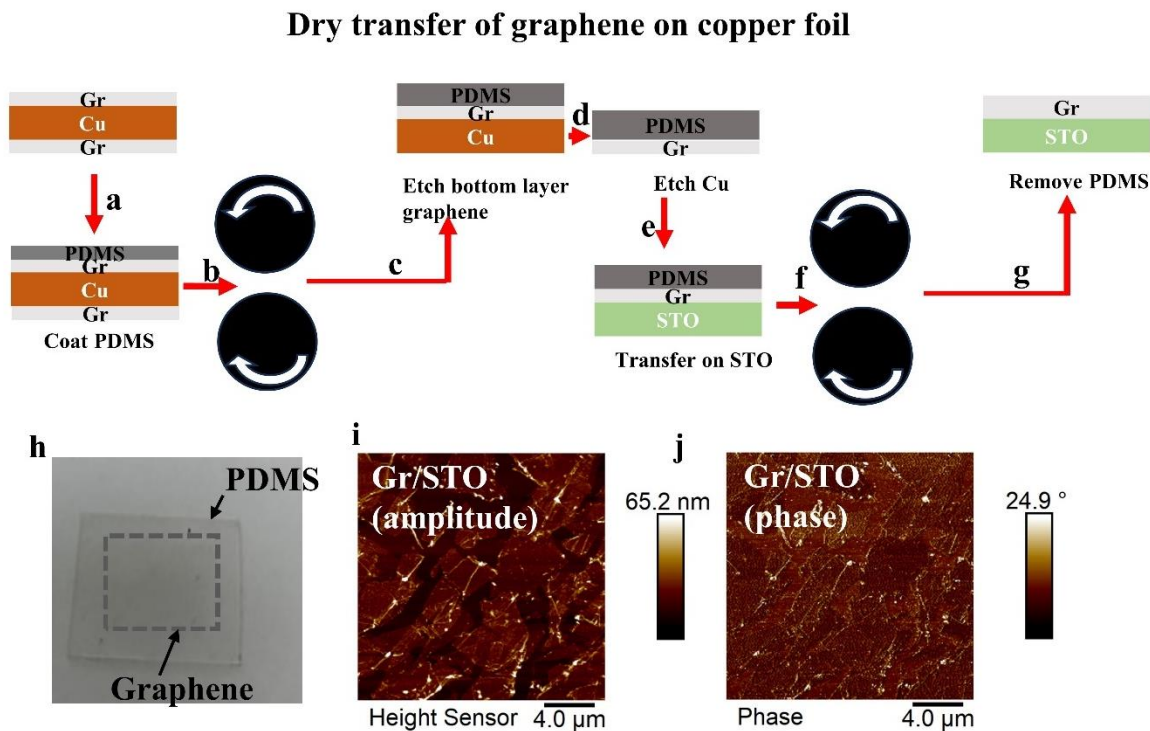 Dry transfer of graphene on copper foil
Gr
Cu
Gr
a
PDMS
Gr
Cu
Gr
Coat PDMS
b
c
PDMS
Gr
Cu
Etch bottom layer
graphene
d
PDMS
Gr
Etch Cu
e
PDMS
Gr
STO
Transfer on STO
f
g
Gr
STO
Remove PDMS
h
PDMS
Graphene
i
Gr/STO
(amplitude)
65.2 nm
Height Sensor
4.0 µm
j
Gr/STO
(phase)
24.9 °
Phase
4.0 µm